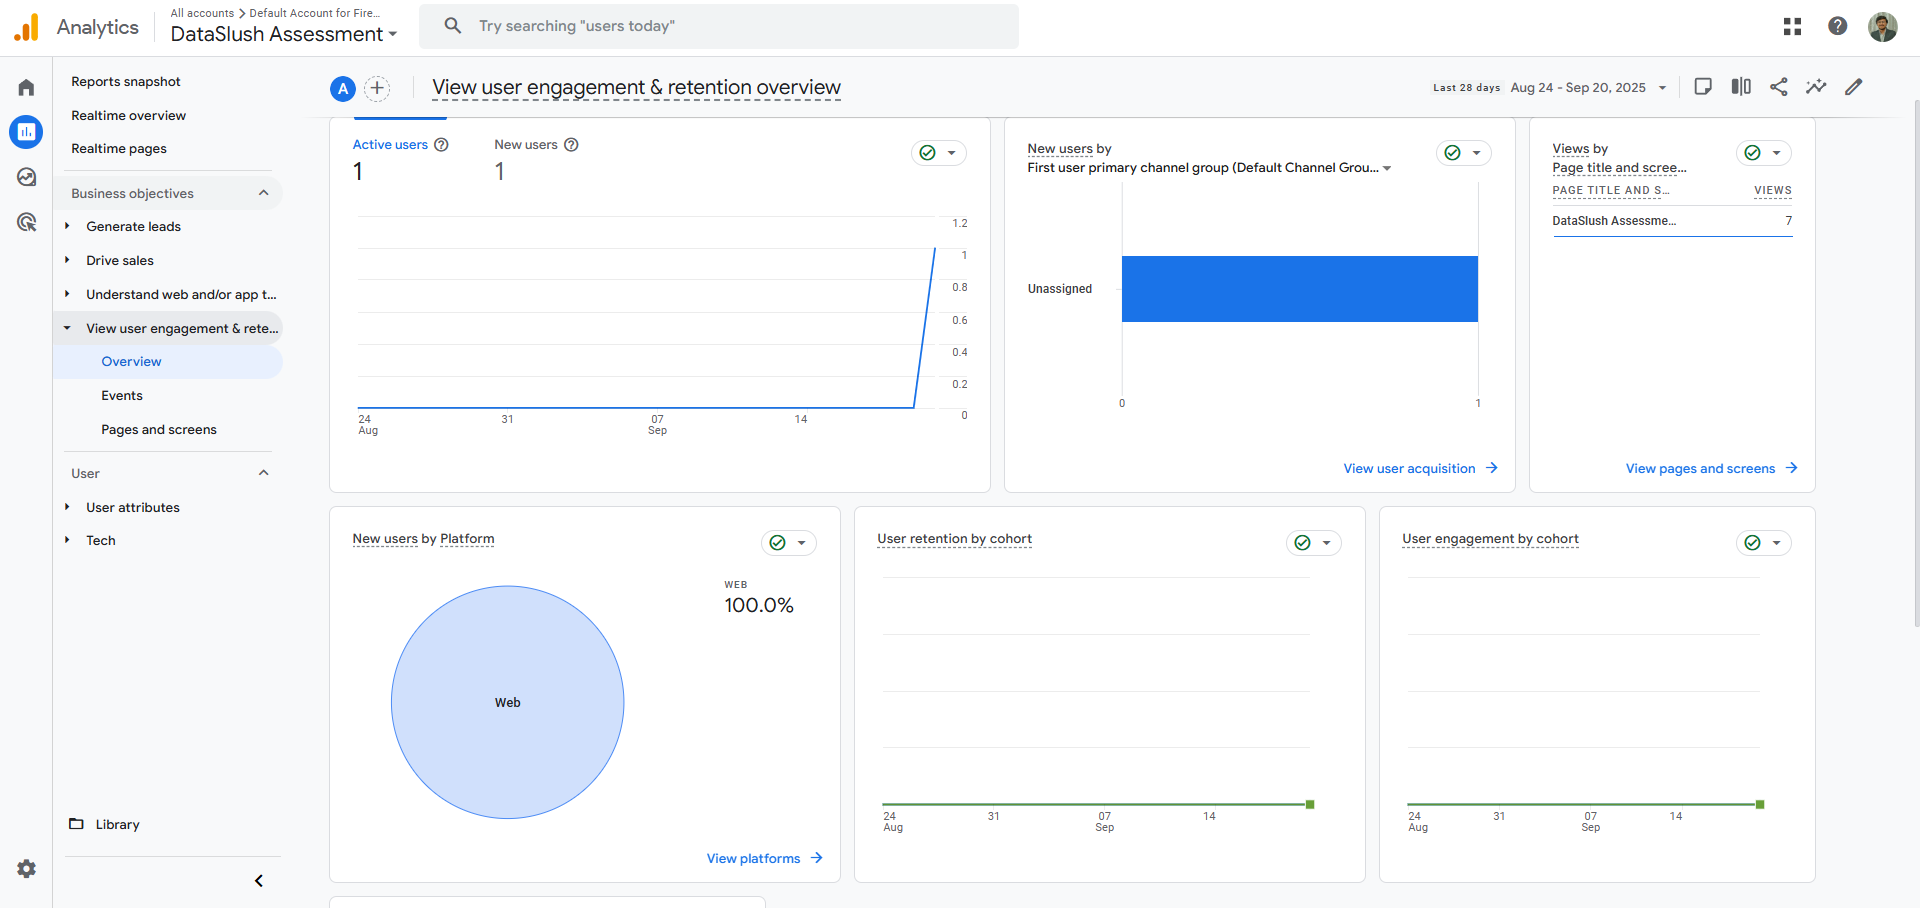 Analytics
All accounts > Default Account for Fire...
DataSlush Assessment
Try searching "users today"
Reports snapshot
Realtime overview
Realtime pages
Business objectives
Generate leads
Drive sales
Understand web and/or app t...
View user engagement & rete...
Overview
Events
Pages and screens
User
User attributes
Tech
Library
A
View user engagement & retention overview
Last 28 days Aug 24 - Sep 20, 2025
Active users
1
New users
1
1.2
1
0.8
0.6
0.4
0.2
0
24
Aug
31
07
Sep
14
New users by
First user primary channel group (Default Channel Grou...
Unassigned
0
1
View user acquisition
Views by
Page title and scree...
PAGE TITLE AND S... VIEWS
DataSlush Assessme... 7
View pages and screens
New users by Platform
WEB
100.0%
Web
View platforms
User retention by cohort
24
Aug
31
07
Sep
14
User engagement by cohort
24
Aug
31
07
Sep
14